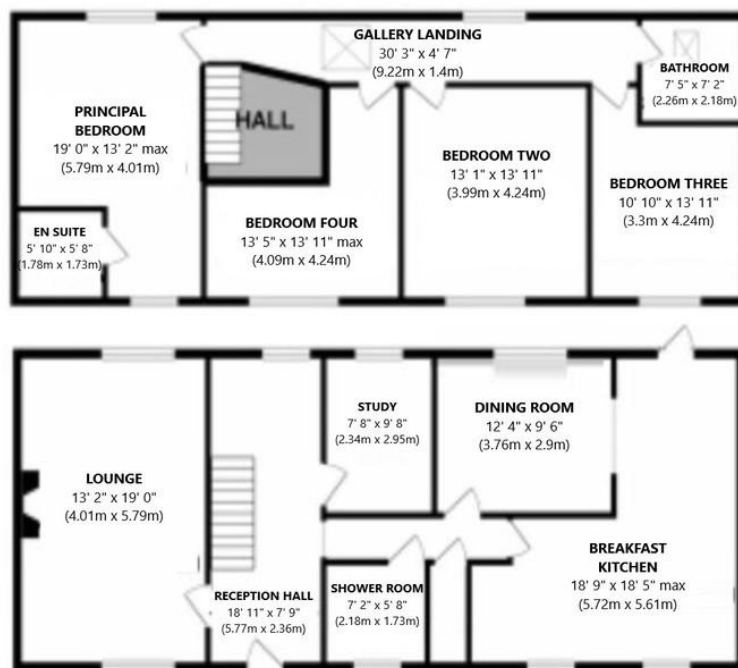 GALLERY LANDING
30' 3" x 4' 7"
(9.22m x 1.4m)
BATHROOM
7' 5" x 7' 2"
(2.26m x 2.18m)
PRINCIPAL
BEDROOM
19' 0" x 13' 2" max
(5.79m x 4.01m)
HALL
BEDROOM TWO
13' 1" x 13' 11"
(3.99m x 4.24m)
BEDROOM THREE
10' 10" x 13' 11"
(3.3m x 4.24m)
EN SUITE
5' 10" x 5' 8"
(1.78m x 1.73m)
BEDROOM FOUR
13' 5" x 13' 11" max
(4.09m x 4.24m)
STUDY
7' 8" x 9' 8"
(2.34m x 2.95m)
DINING ROOM
12' 4" x 9' 6"
(3.76m x 2.9m)
LOUNGE
13' 2" x 19' 0"
(4.01m x 5.79m)
BREAKFAST
KITCHEN
18' 9" x 18' 5" max
(5.72m x 5.61m)
RECEPTION HALL
18' 11" x 7' 9"
(5.77m x 2.36m)
SHOWER ROOM
7' 2" x 5' 8"
(2.18m x 1.73m)